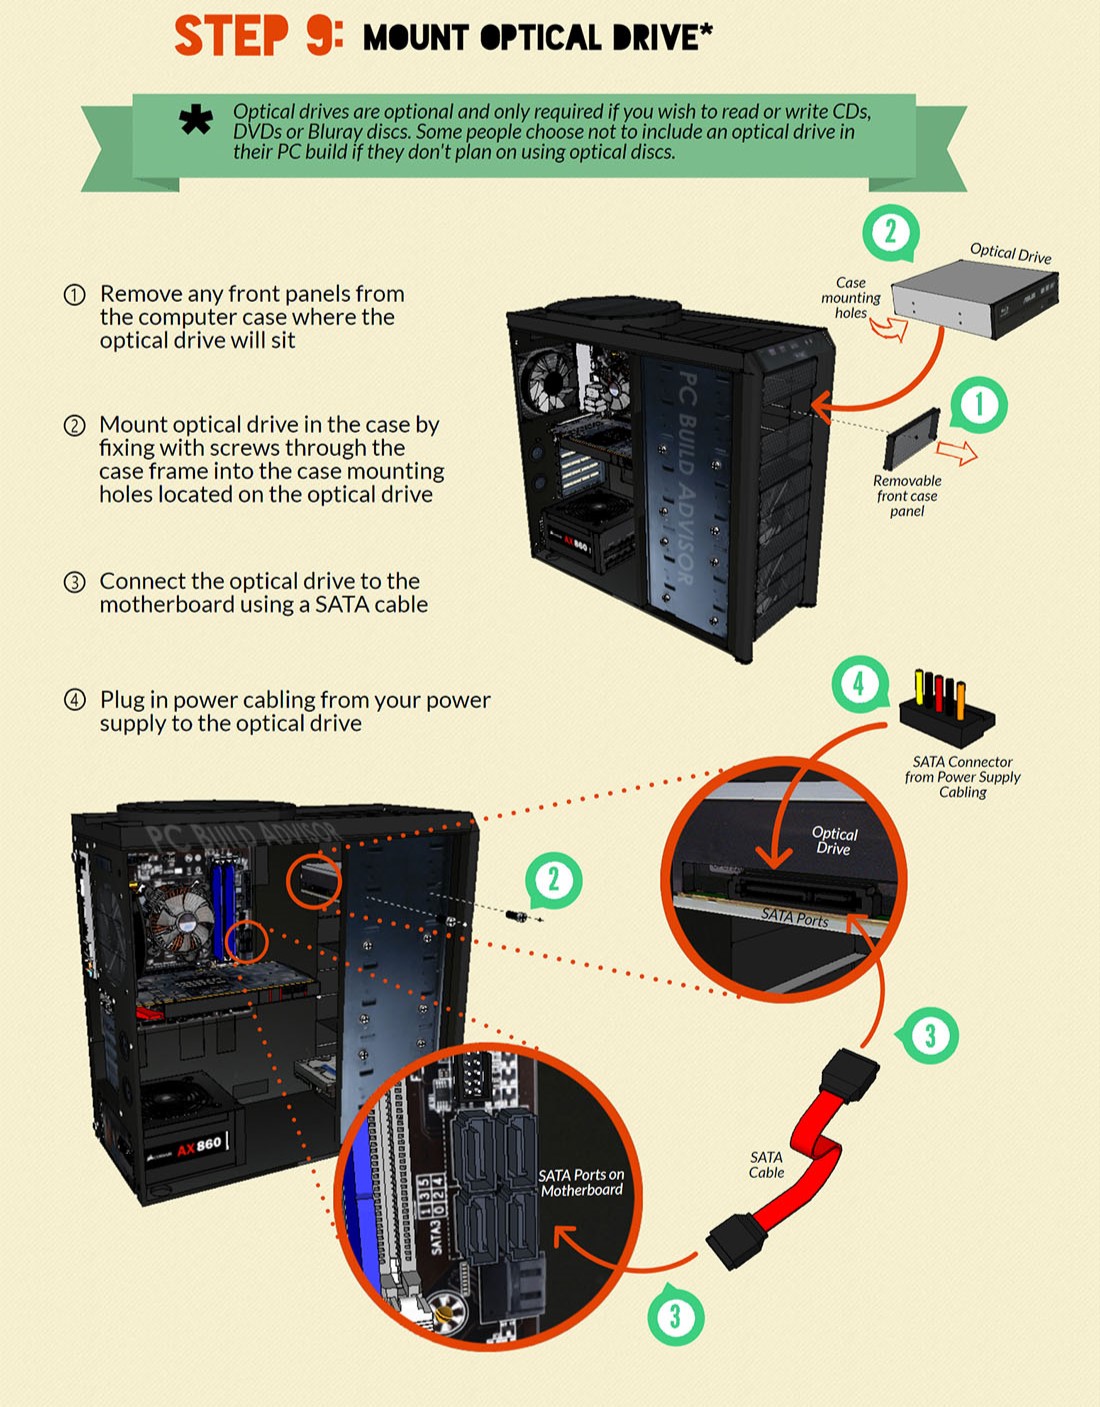 STEP 9: MOUNT OPTICAL DRIVE*
* Optical drives are optional and only required if you wish to read or write CDs,
DVDs or Bluray discs. Some people choose not to include an optical drive in
their PC build if they don't plan on using optical discs.
1 Remove any front panels from
the computer case where the
optical drive will sit
2 Mount optical drive in the case by
fixing with screws through the
case frame into the case mounting
holes located on the optical drive
3 Connect the optical drive to the
motherboard using a SATA cable
4 Plug in power cabling from your power
supply to the optical drive
2
Optical Drive
Case
mounting
holes
1
Removable
front case
panel
PC BUILD ADVISOR
AX860
4
SATA Connector
from Power Supply
Cabling
Optical
Drive
SATA Ports
PC BUILD ADVISOR
2
AX860
3
SATA
Cable
SATA Ports on
Motherboard
SATA3
1 3 5
0 2 4
3